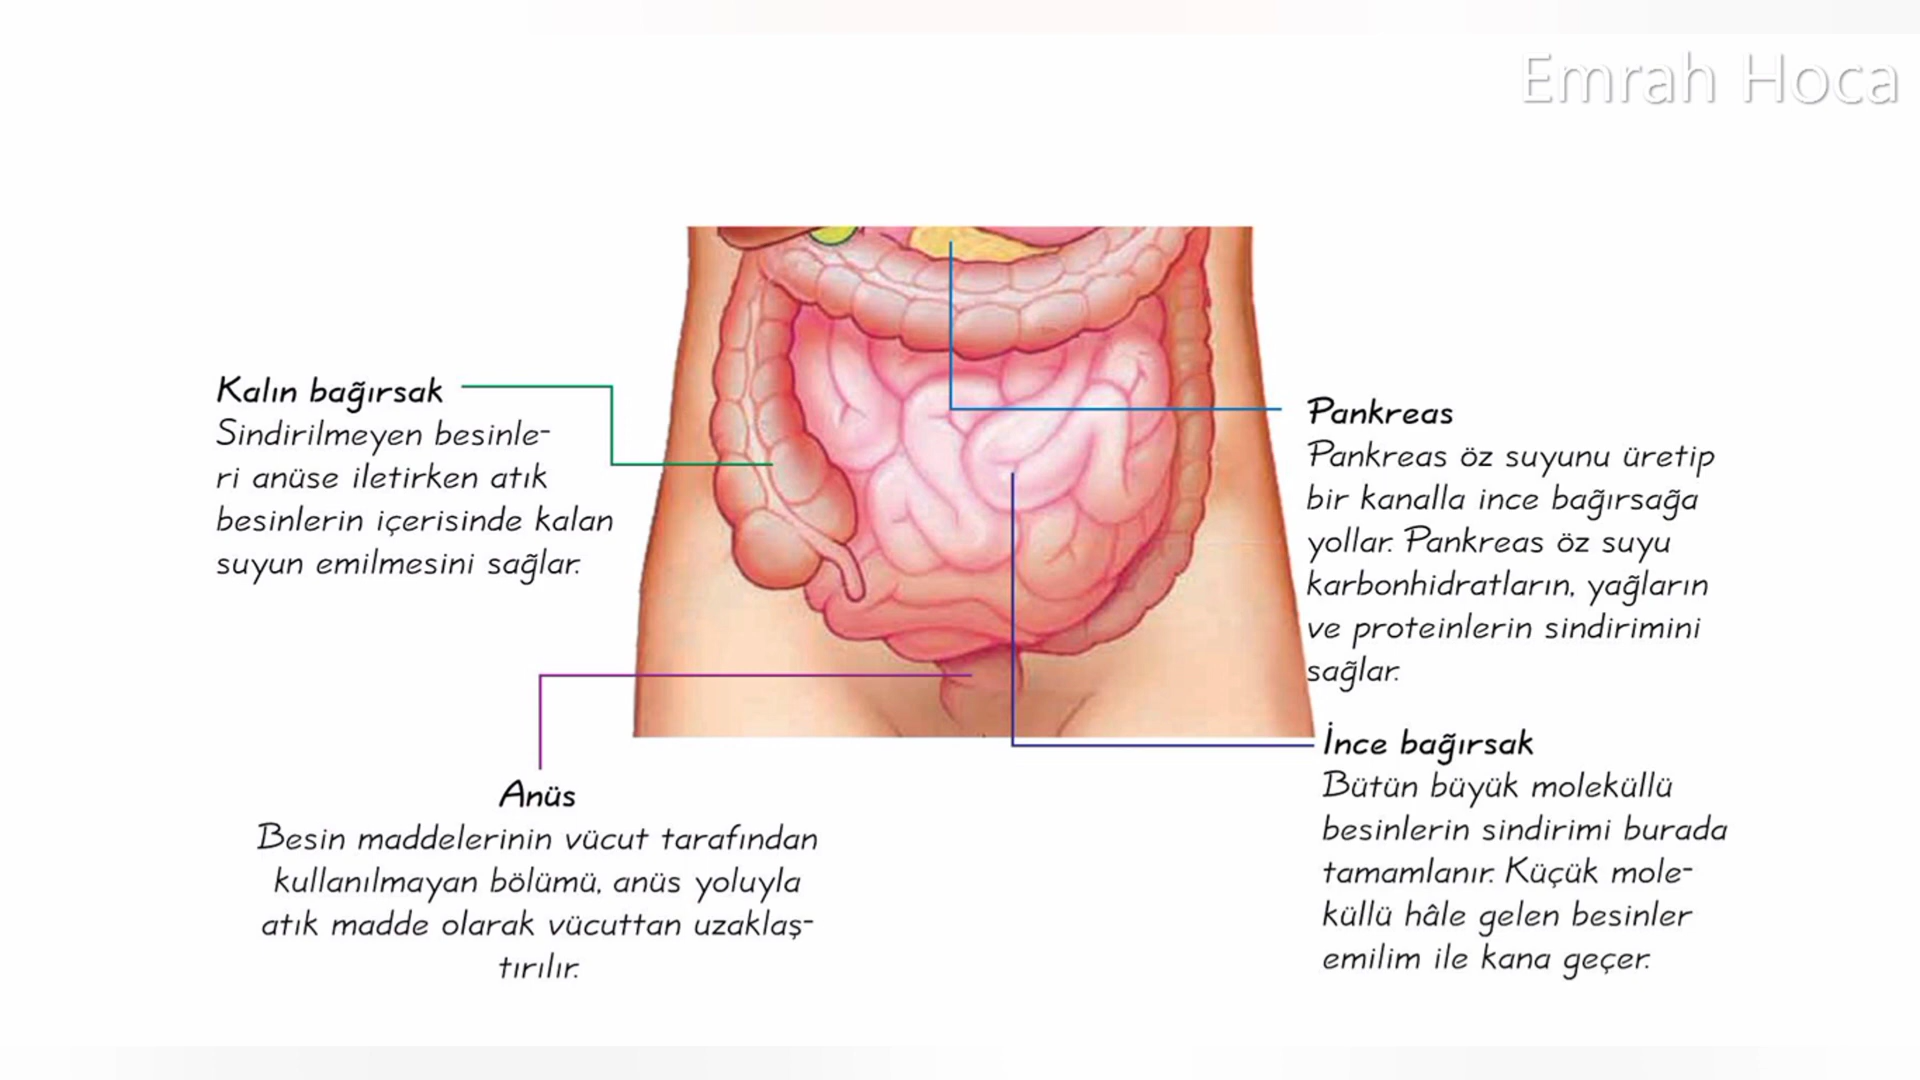 Emrah Hoca
Kalın bağırsak
Sindirilmeyen besinle-
ri anüse iletirken atık
besinlerin içerisinde kalan
suyun emilmesini sağlar.
Pankreas
Pankreas öz suyunu üretip
bir kanalla ince bağırsağa
yollar. Pankreas öz suyu
karbonhidratların, yağların
ve proteinlerin sindirimini
sağlar.
Anüs
Besin maddelerinin vücut tarafından
kullanılmayan bölümü, anüs yoluyla
atık madde olarak vücuttan uzaklaş-
tırılır.
İnce bağırsak
Bütün büyük moleküllü
besinlerin sindirimi burada
tamamlanır. Küçük mole-
küllü hâle gelen besinler
emilim ile kana geçer.